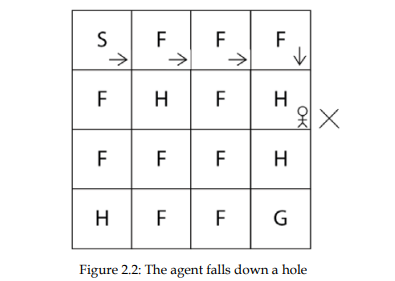 S F F F
F H F H
F F F H
H F F G
Figure 2.2: The agent falls down a hole